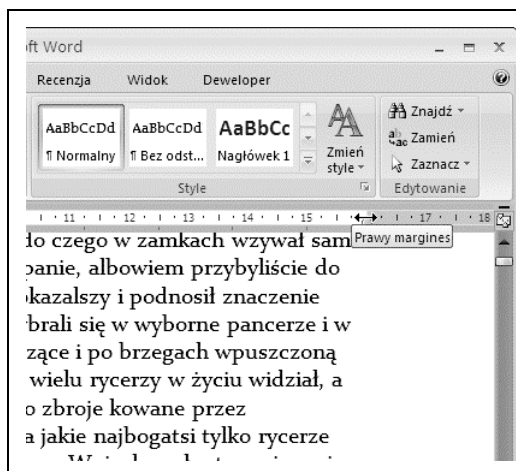 oft Word
Recenzja Widok Deweloper
AaBbCcDd AaBbCcDd AaBbCc
¶ Normalny ¶ Bez odst... Nagłówek 1
Zmień style
Znajdź
Zamień
Zaznacz
Style Edytowanie
11 12 13 14 15 17 18
Prawy margines
do czego w zamkach wzywał sam
panie, albowiem przybyliście do
okazalszy i podnosił znaczenie
brali się w wyborne pancerze i w
zące i po brzegach wpuszczoną
wielu rycerzy w życiu widział, a
o zbroje kowane przez
a jakie najbogatsi tylko rycerze